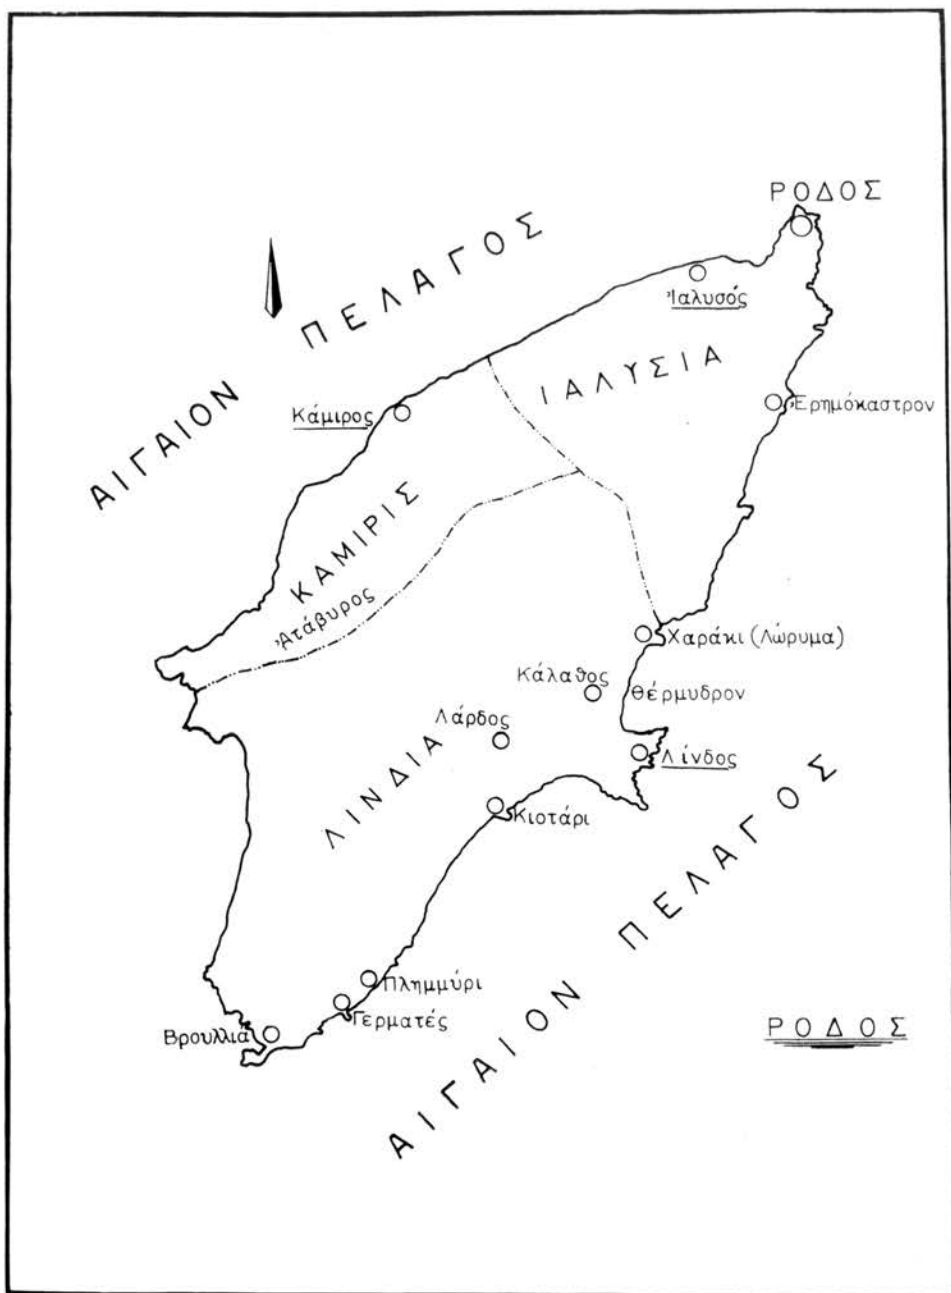 ΡΟΔΟΣ
ΑΙΓΑΙΟΝ ΠΕΛΑΓΟΣ
Ἰαλυσός
ΙΑΛΥΣΙΑ
Κάμιρος
Ἐρημόκαστρον
ΚΑΜΙΡΙΣ
Ἀτάβυρος
Χαράκι (Λώρυμα)
Κάλαθος
Θέρμυδρον
Λάρδος
Λίνδος
ΛΙΝΔΙΑ
Κιοτάρι
ΑΙΓΑΙΟΝ ΠΕΛΑΓΟΣ
Πλημμύρι
Γερματές
Βρουλλιά
ΡΟΔΟΣ